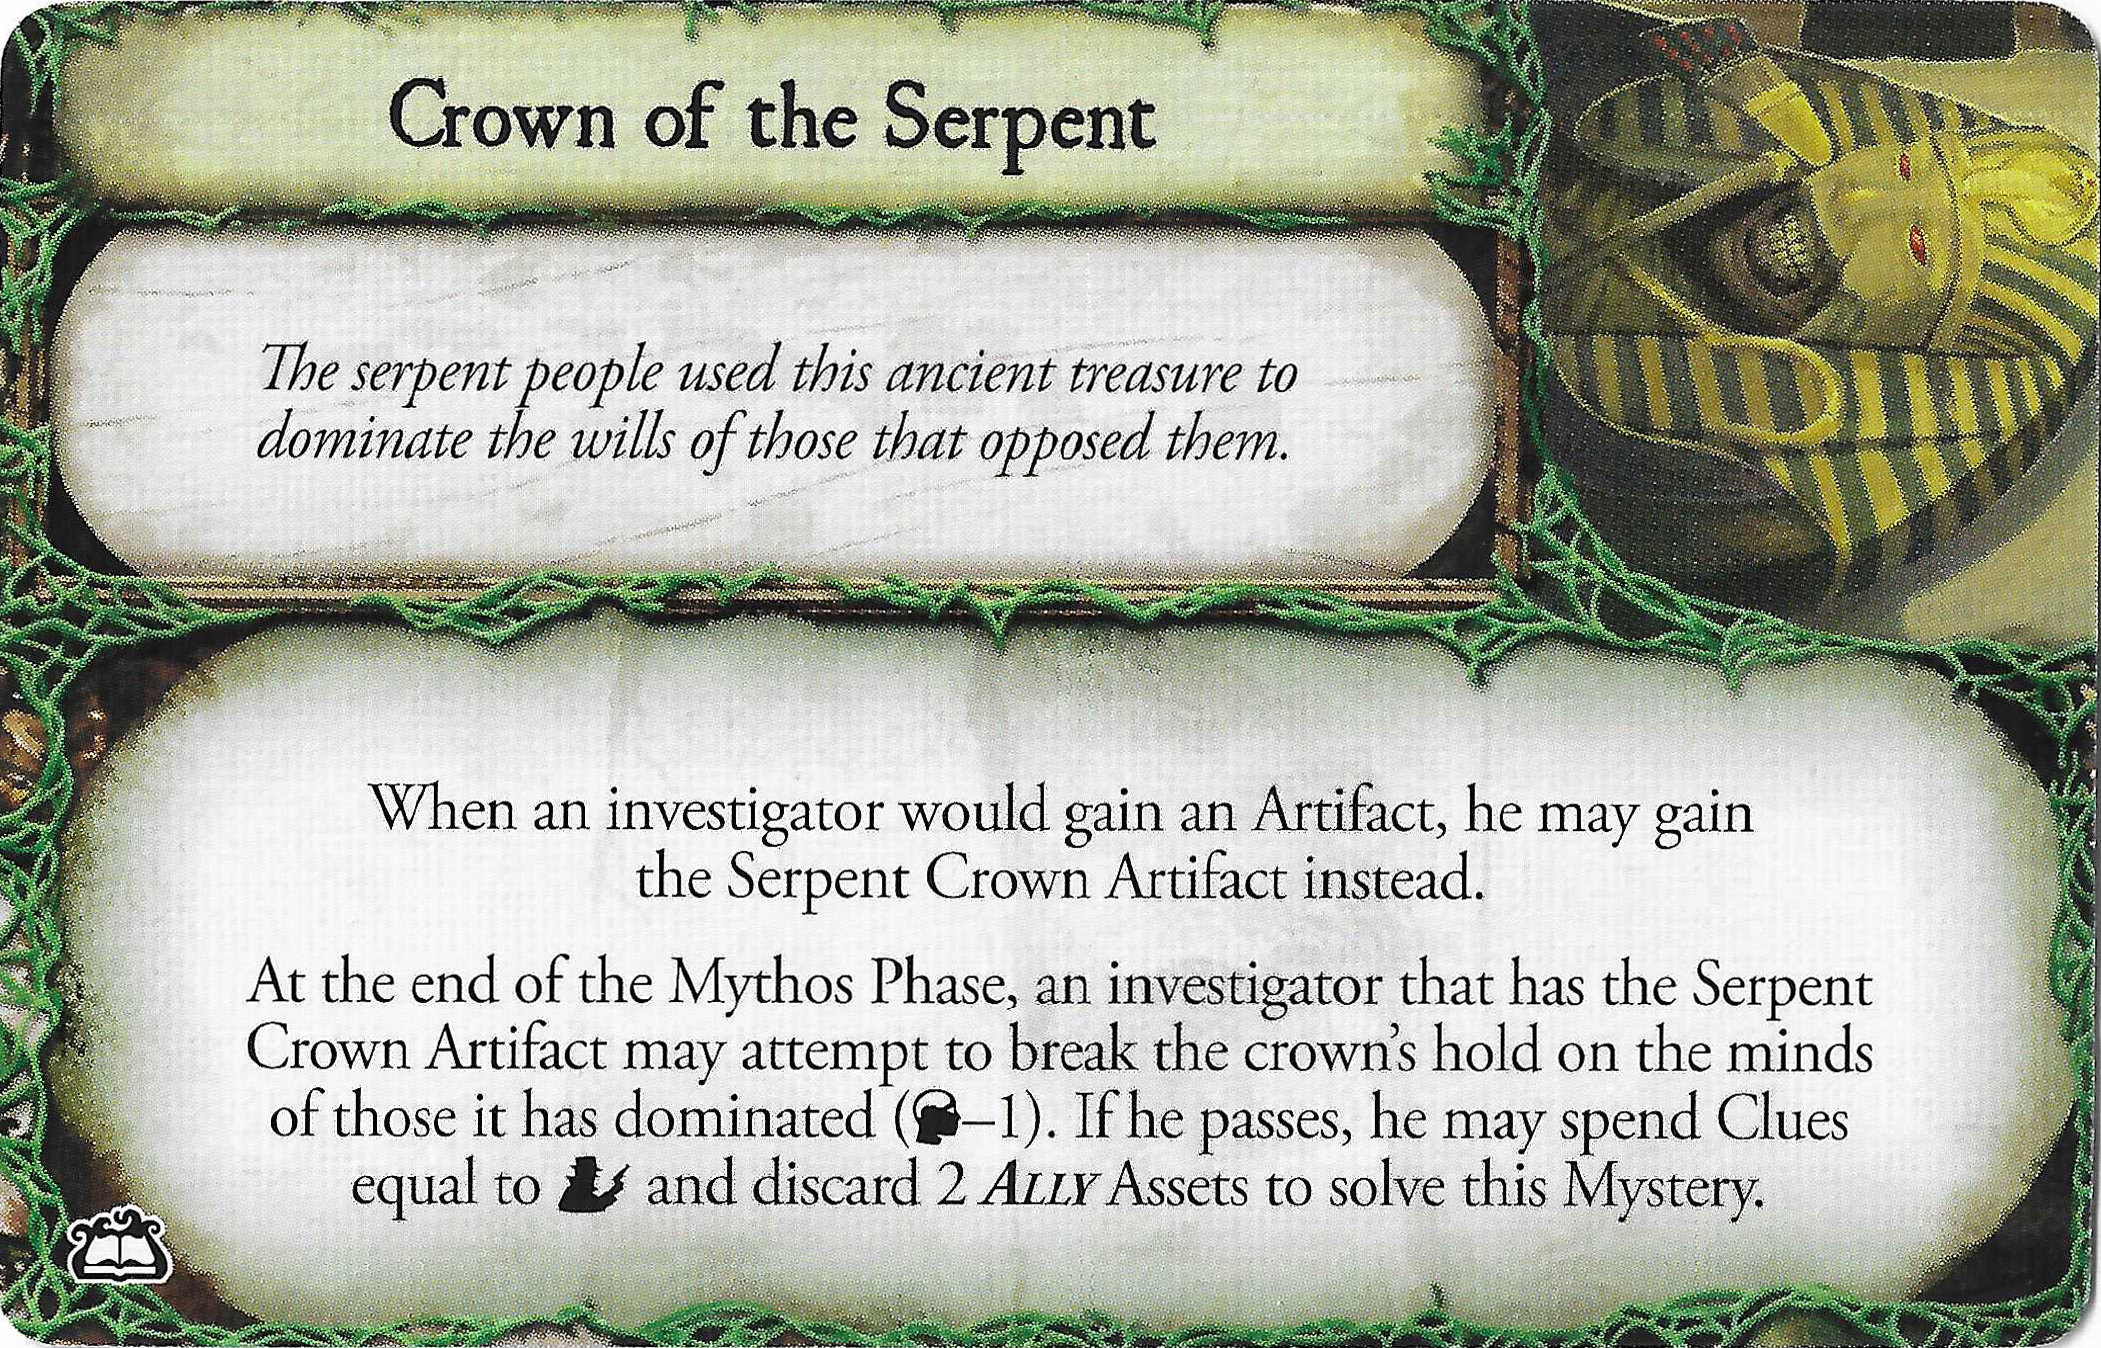 Crown of the Serpent
The serpent people used this ancient treasure to
dominate the wills of those that opposed them.
When an investigator would gain an Artifact, he may gain
the Serpent Crown Artifact instead.
At the end of the Mythos Phase, an investigator that has the Serpent
Crown Artifact may attempt to break the crown's hold on the minds
of those it has dominated (–1). If he passes, he may spend Clues
equal to and discard 2 ALLY Assets to solve this Mystery.